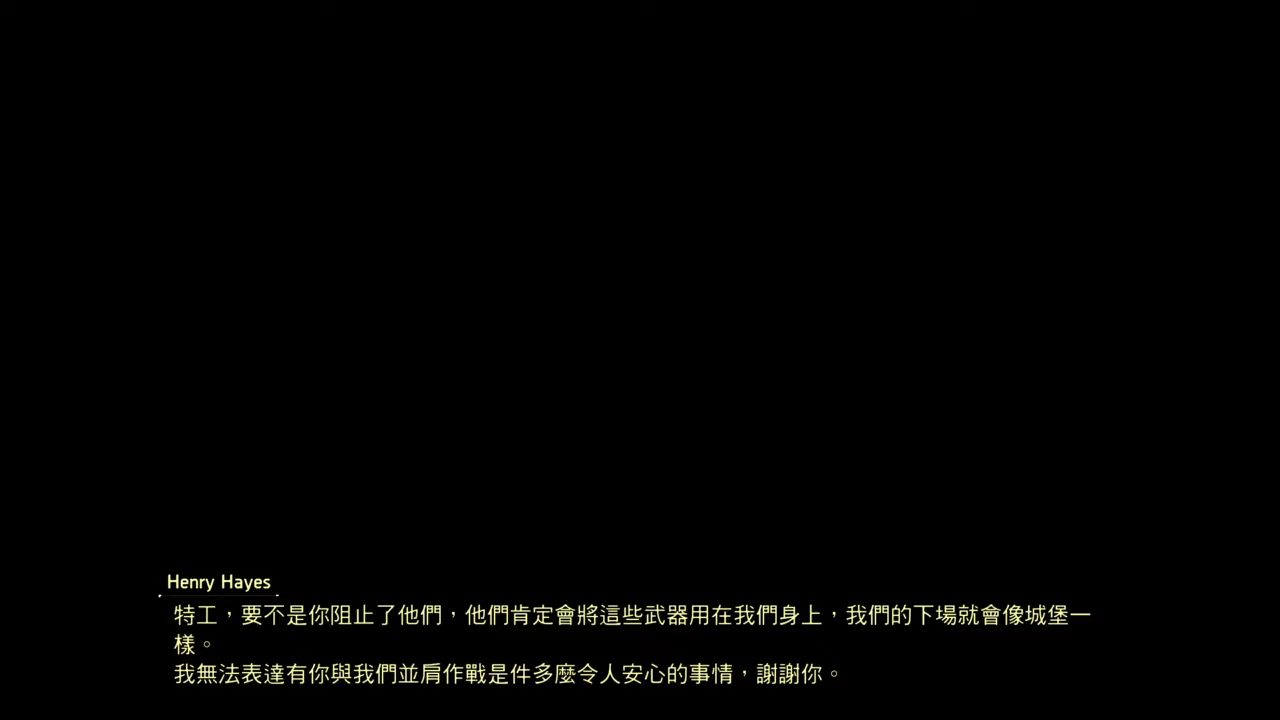 Henry Hayes
特工，要不是你阻止了他們，他們肯定會將這些武器用在我們身上，我們的下場就會像城堡一
樣。
我無法表達有你與我們並肩作戰是件多麼令人安心的事情，謝謝你。